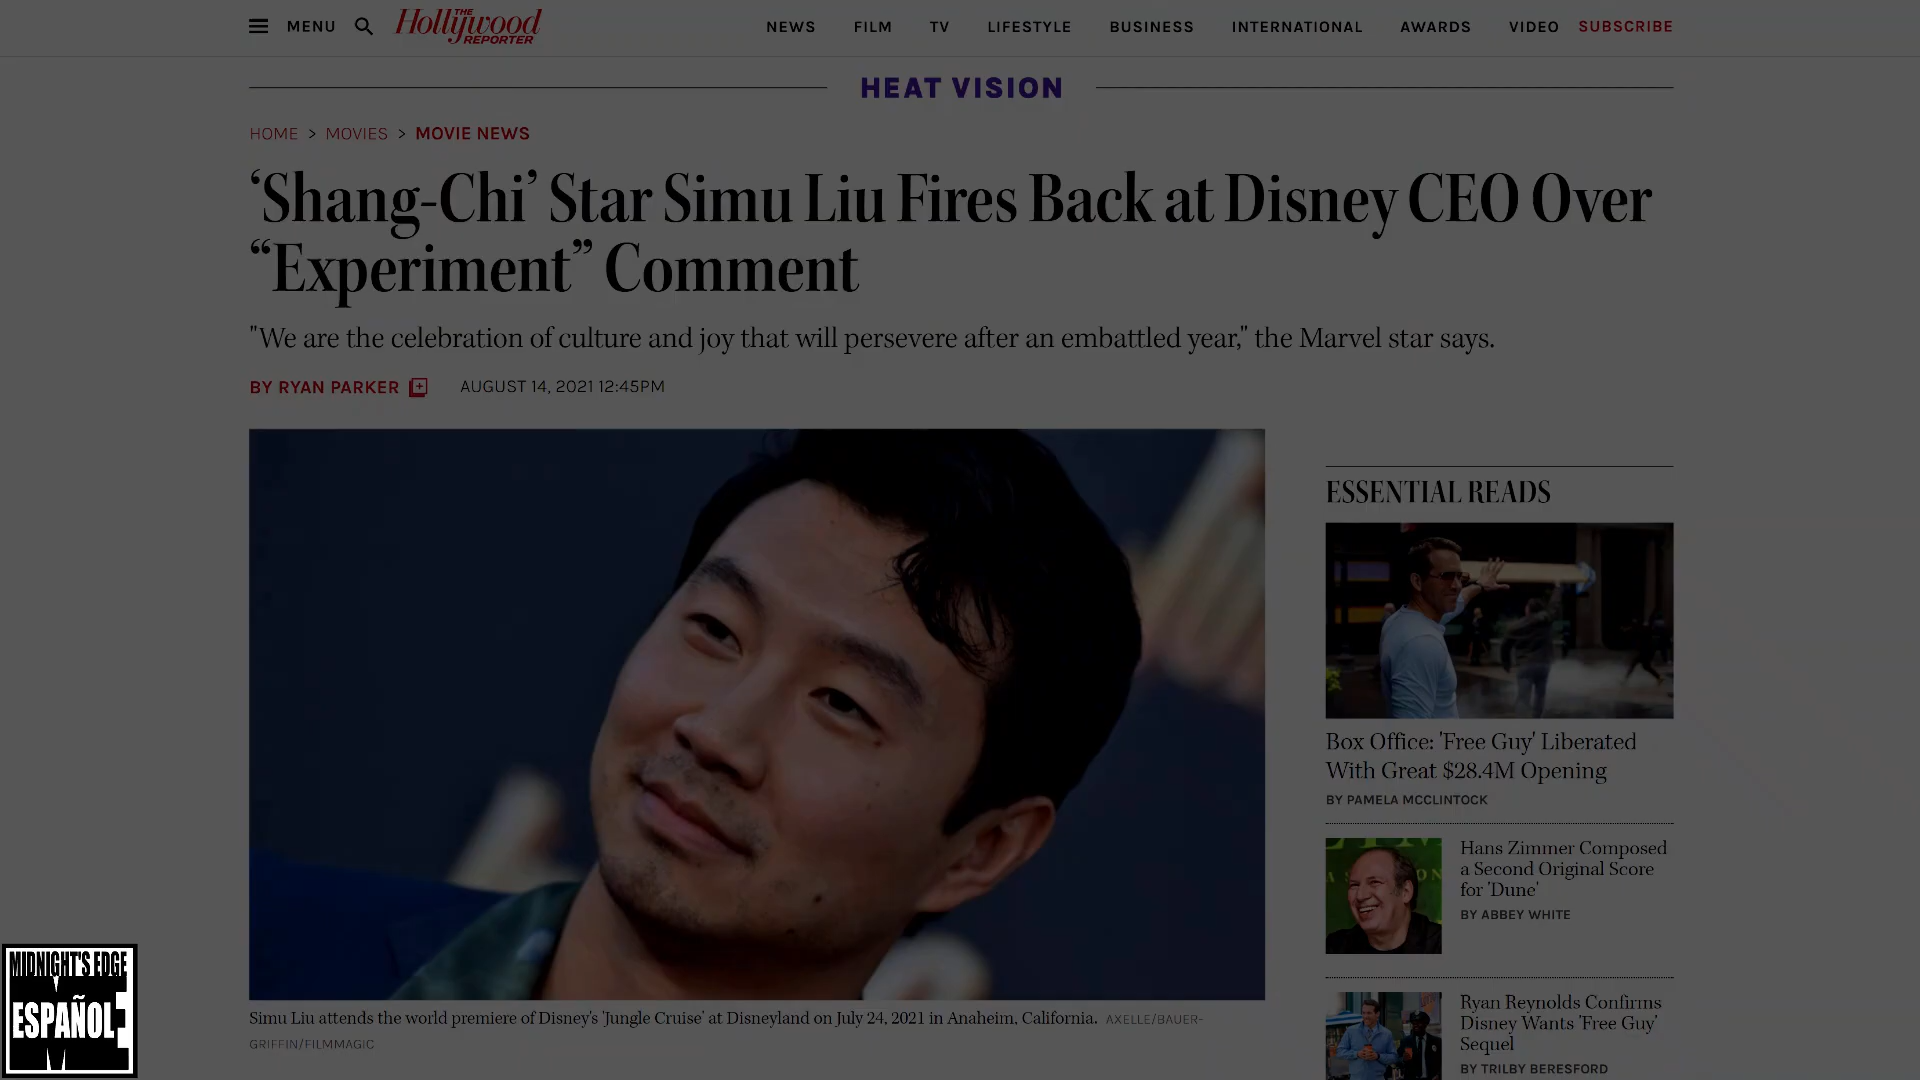 MENU
THE
Hollywood
REPORTER
NEWS FILM TV LIFESTYLE BUSINESS INTERNATIONAL AWARDS VIDEO SUBSCRIBE
HEAT VISION
HOME > MOVIES > MOVIE NEWS
‘Shang-Chi’ Star Simu Liu Fires Back at Disney CEO Over
“Experiment” Comment
"We are the celebration of culture and joy that will persevere after an embattled year," the Marvel star says.
BY RYAN PARKER AUGUST 14, 2021 12:45PM
Simu Liu attends the world premiere of Disney's 'Jungle Cruise' at Disneyland on July 24, 2021 in Anaheim, California. AXELLE/BAUER-
GRIFFIN/FILMMAGIC
ESSENTIAL READS
Box Office: 'Free Guy' Liberated
With Great $28.4M Opening
BY PAMELA MCCLINTOCK
Hans Zimmer Composed
a Second Original Score
for 'Dune'
BY ABBEY WHITE
Ryan Reynolds Confirms
Disney Wants 'Free Guy'
Sequel
BY TRILBY BERESFORD
MIDNIGHT'S EDGE
ESPAÑOL